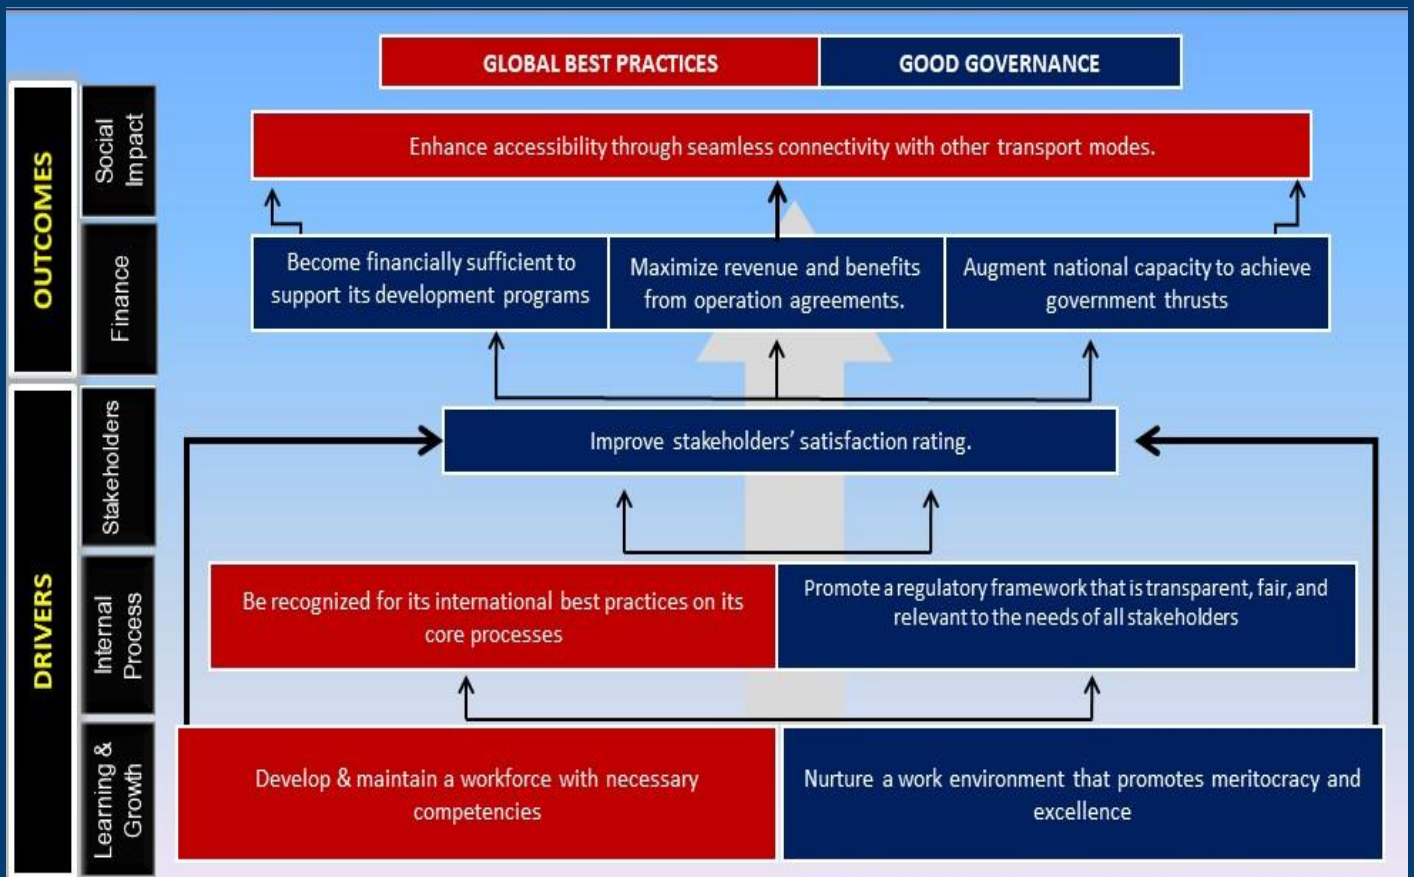 GLOBAL BEST PRACTICES
GOOD GOVERNANCE
OUTCOMES
Social
Impact
Enhance accessibility through seamless connectivity with other transport modes.
Finance
Become financially sufficient to
support its development programs
Maximize revenue and benefits
from operation agreements.
Augment national capacity to achieve
government thrusts
DRIVERS
Stakeholders
Improve stakeholders’ satisfaction rating.
Internal
Process
Be recognized for its international best practices on its
core processes
Promote a regulatory framework that is transparent, fair, and
relevant to the needs of all stakeholders
Learning &
Growth
Develop & maintain a workforce with necessary
competencies
Nurture a work environment that promotes meritocracy and
excellence